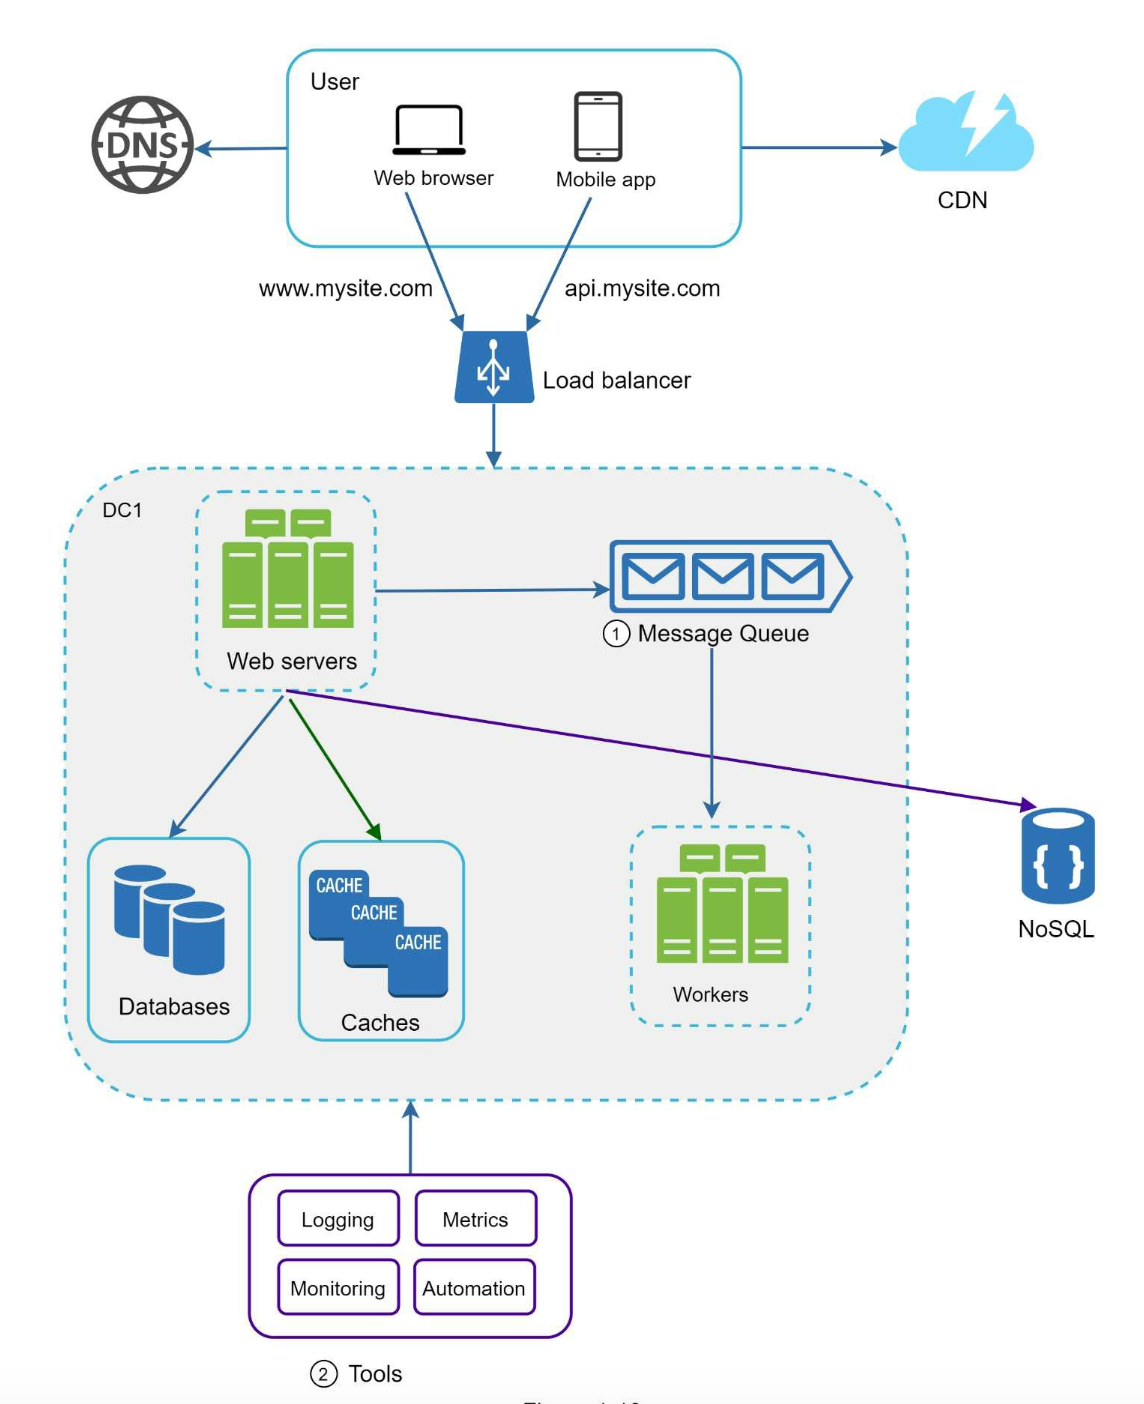 User
DNS
Web browser
Mobile app
CDN
www.mysite.com
api.mysite.com
Load balancer
DC1
Web servers
1 Message Queue
CACHE
CACHE
CACHE
Databases
Caches
Workers
NoSQL
Logging
Metrics
Monitoring
Automation
2 Tools